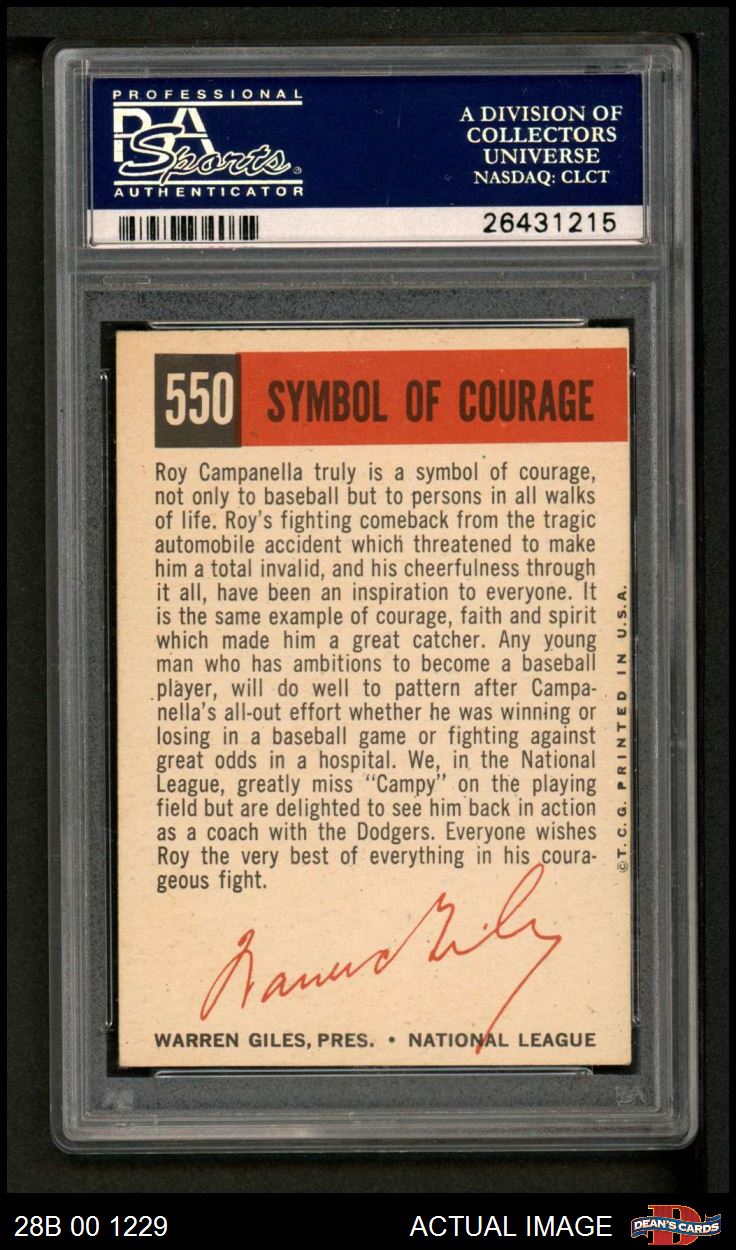 PROFESSIONAL
PSA
Sports
AUTHENTICATOR
A DIVISION OF
COLLECTORS
UNIVERSE
NASDAQ: CLCT
26431215
550 SYMBOL OF COURAGE
Roy Campanella truly is a symbol of courage,
not only to baseball but to persons in all walks
of life. Roy's fighting comeback from the tragic
automobile accident which threatened to make
him a total invalid, and his cheerfulness through
it all, have been an inspiration to everyone. It
is the same example of courage, faith and spirit
which made him a great catcher. Any young
man who has ambitions to become a baseball
player, will do well to pattern after Campa-
nella's all-out effort whether he was winning or
losing in a baseball game or fighting against
great odds in a hospital. We, in the National
League, greatly miss "Campy" on the playing
field but are delighted to see him back in action
as a coach with the Dodgers. Everyone wishes
Roy the very best of everything in his coura-
geous fight.
©T.C.G. PRINTED IN U.S.A.
Warren Giles
WARREN GILES, PRES. • NATIONAL LEAGUE
28B 00 1229
ACTUAL IMAGE
DEAN'S CARDS